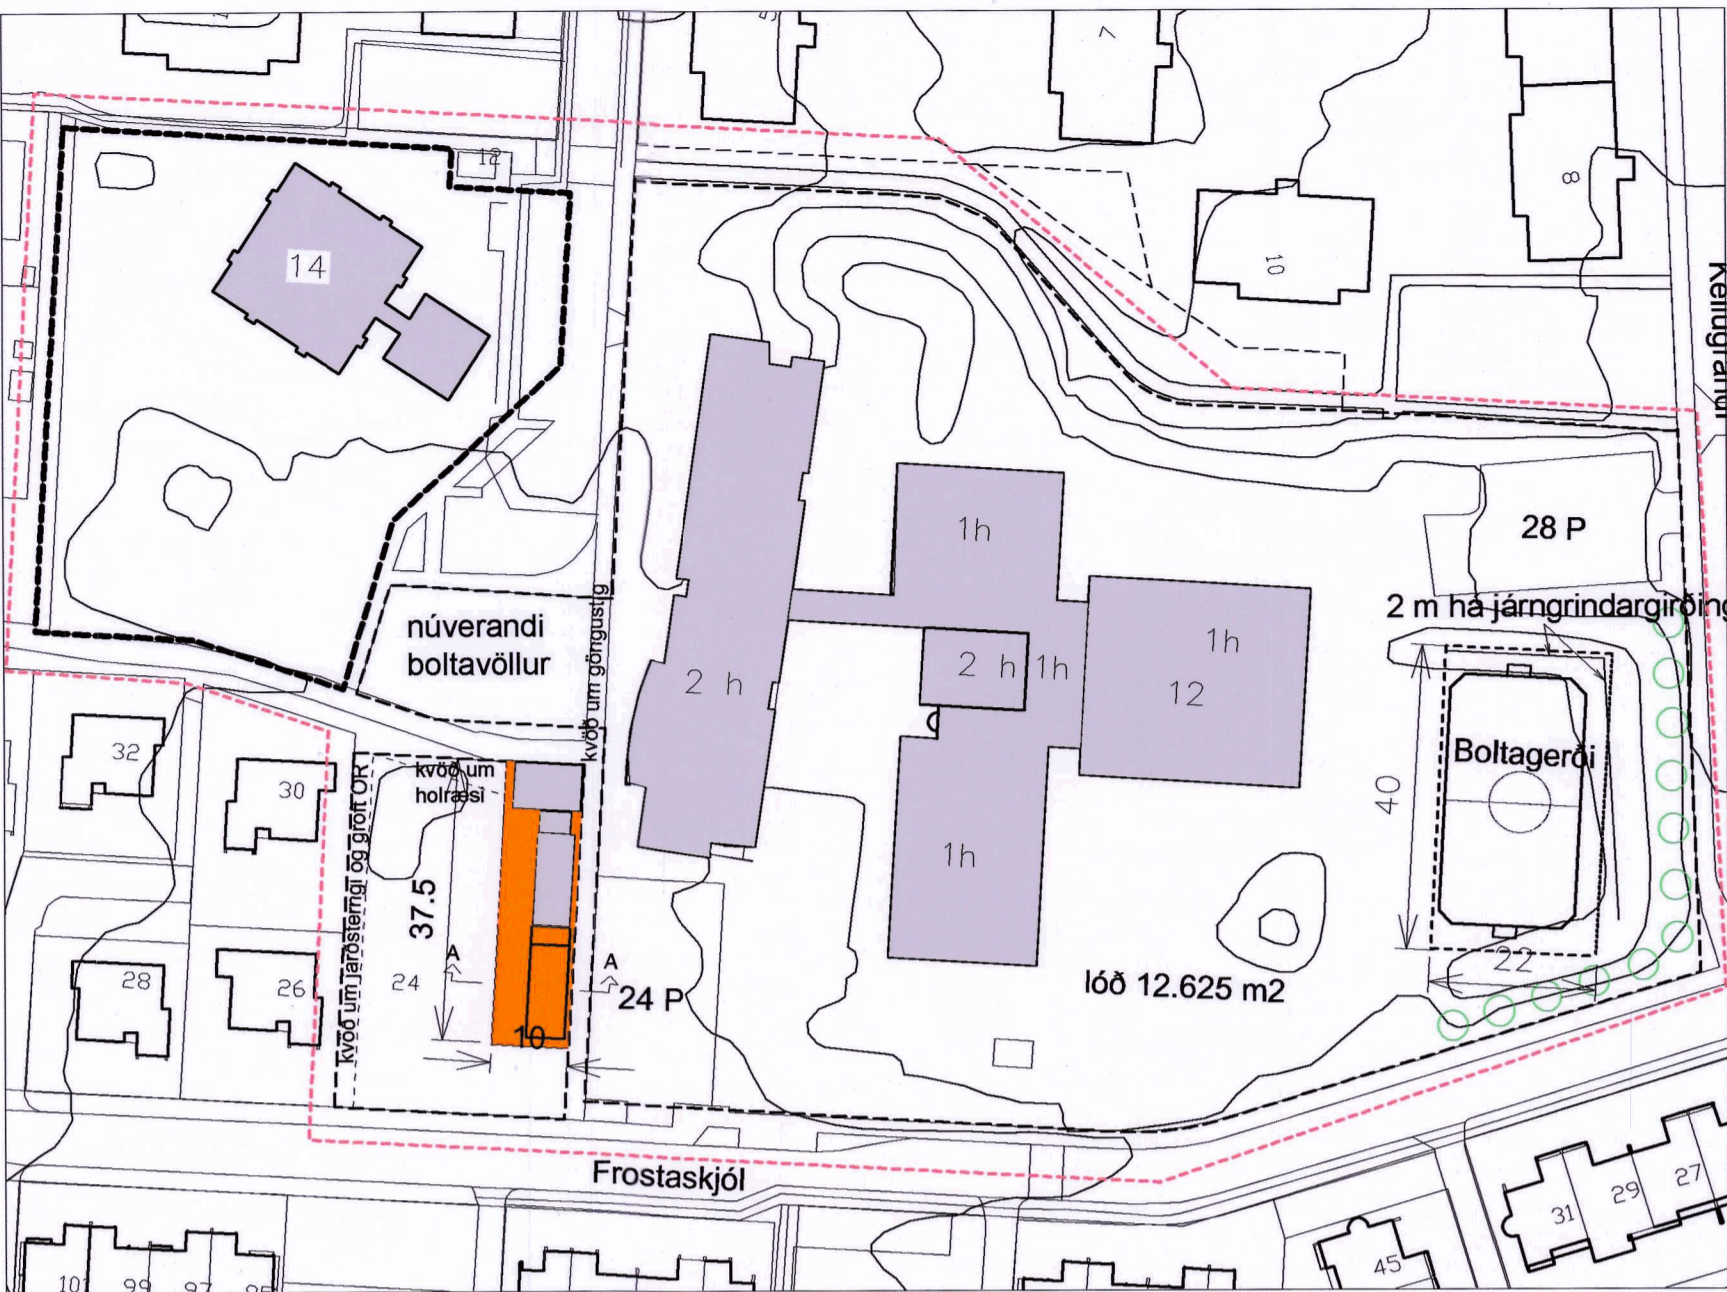 7
12
8
14
10
1h
28 P
2 m há járngrindargirðing
núverandi
boltavöllur
kvöð um göngustíg
1h
2 h
2 h
1h
12
32
30
kvöð um
holræsi
kvöð um jarðstrengi og gröft OR
Boltagerði
40
37.5
1h
A
A
24
24 P
28
26
10
lóð 12.625 m2
22
Frostaskjól
31
29
27
45
101
99
97